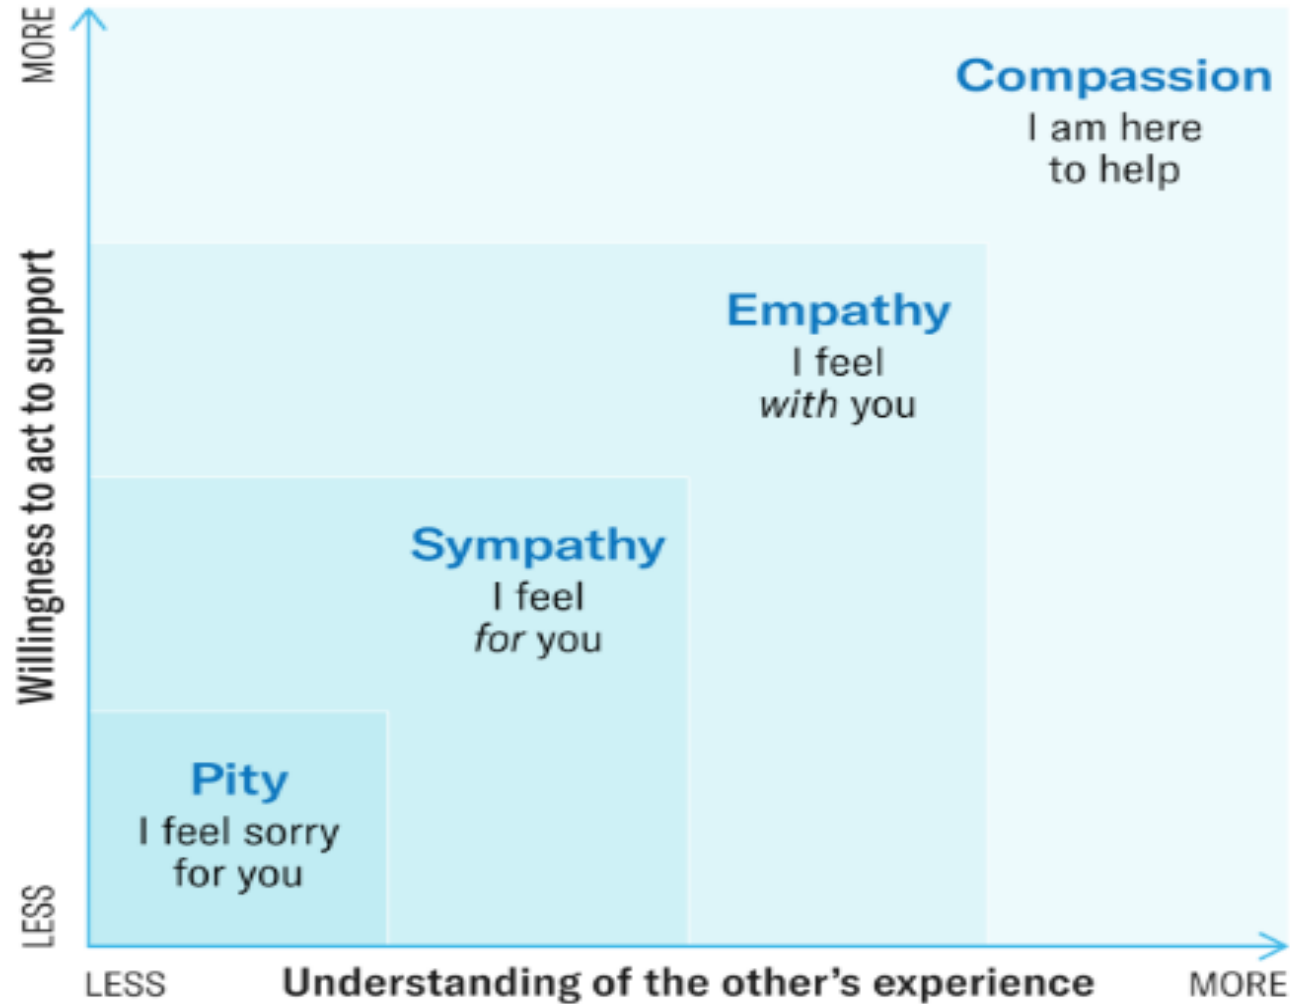 MORE
Compassion
I am here
to help
Willingness to act to support
Empathy
I feel
with you
Sympathy
I feel
for you
Pity
I feel sorry
for you
LESS
LESS
Understanding of the other's experience
MORE